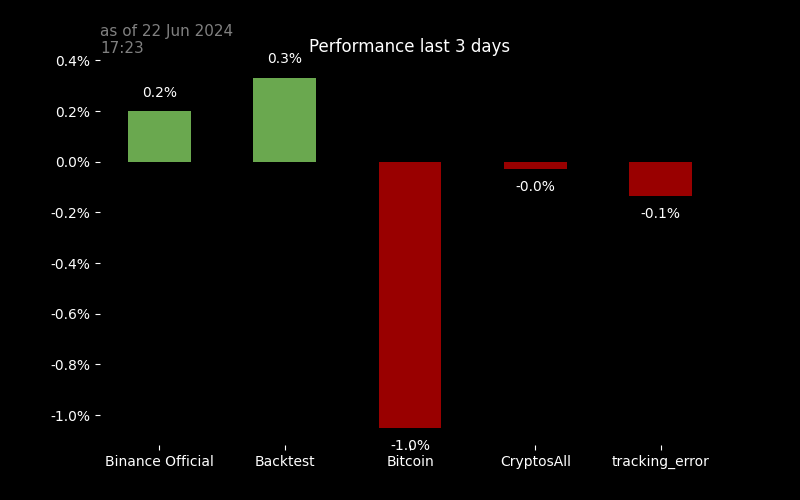 as of 22 Jun 2024
17:23
Performance last 3 days
0.4%
0.2%
0.0%
-0.2%
-0.4%
-0.6%
-0.8%
-1.0%
0.2%
0.3%
-1.0%
-0.0%
-0.1%
Binance Official
Backtest
Bitcoin
CryptosAll
tracking_error